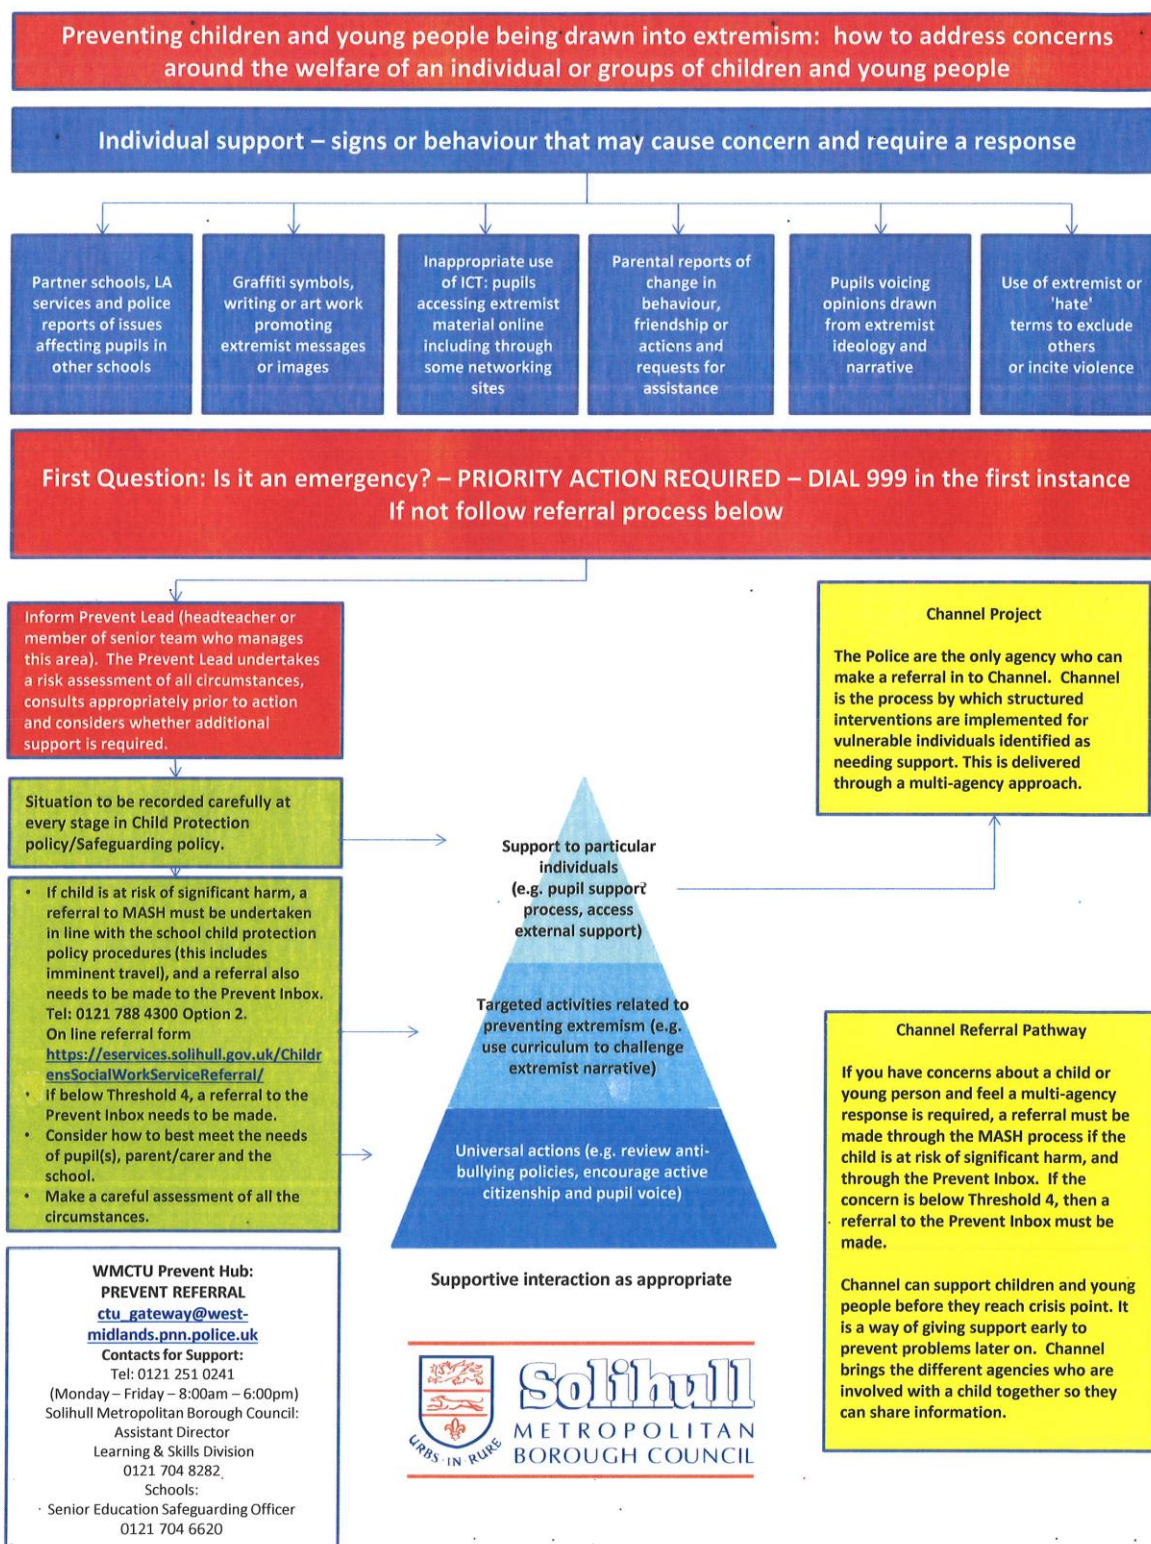 Preventing children and young people being drawn into extremism: how to address concerns
around the welfare of an individual or groups of children and young people
Individual support – signs or behaviour that may cause concern and require a response
Partner schools, LA
services and police
reports of issues
affecting pupils in
other schools
Graffiti symbols,
writing or art work
promoting
extremist messages
or images
Inappropriate use
of ICT: pupils
accessing extremist
material online
including through
some networking
sites
Parental reports of
change in
behaviour,
friendship or
actions and
requests for
assistance
Pupils voicing
opinions drawn
from extremist
ideology and
narrative
Use of extremist or
'hate'
terms to exclude
others
or incite violence
First Question: Is it an emergency? – PRIORITY ACTION REQUIRED – DIAL 999 in the first instance
If not follow referral process below
Inform Prevent Lead (headteacher or
member of senior team who manages
this area). The Prevent Lead undertakes
a risk assessment of all circumstances,
consults appropriately prior to action
and considers whether additional
support is required.
Situation to be recorded carefully at
every stage in Child Protection
policy/Safeguarding policy.
• If child is at risk of significant harm, a
referral to MASH must be undertaken
in line with the school child protection
policy procedures (this includes
imminent travel), and a referral also
needs to be made to the Prevent Inbox.
Tel: 0121 788 4300 Option 2.
On line referral form
https://eservices.solihull.gov.uk/Childr
ensSocialWorkServiceReferral/
• If below Threshold 4, a referral to the
Prevent Inbox needs to be made.
• Consider how to best meet the needs
of pupil(s), parent/carer and the
school.
• Make a careful assessment of all the
circumstances.
WMCTU Prevent Hub:
PREVENT REFERRAL
ctu_gateway@west-
midlands.pnn.police.uk
Contacts for Support:
Tel: 0121 251 0241
(Monday – Friday – 8:00am – 6:00pm)
Solihull Metropolitan Borough Council:
Assistant Director
Learning & Skills Division
0121 704 8282
Schools:
Senior Education Safeguarding Officer
0121 704 6620
Support to particular
individuals
(e.g. pupil support
process, access
external support)
Targeted activities related to
preventing extremism (e.g.
use curriculum to challenge
extremist narrative)
Universal actions (e.g. review anti-
bullying policies, encourage active
citizenship and pupil voice)
Supportive interaction as appropriate
URBS·IN·RURE
Solihull
METROPOLITAN
BOROUGH COUNCIL
Channel Project
The Police are the only agency who can
make a referral in to Channel. Channel
is the process by which structured
interventions are implemented for
vulnerable individuals identified as
needing support. This is delivered
through a multi-agency approach.
Channel Referral Pathway
If you have concerns about a child or
young person and feel a multi-agency
response is required, a referral must be
made through the MASH process if the
child is at risk of significant harm, and
through the Prevent Inbox. If the
concern is below Threshold 4, then a
referral to the Prevent Inbox must be
made.
Channel can support children and young
people before they reach crisis point. It
is a way of giving support early to
prevent problems later on. Channel
brings the different agencies who are
involved with a child together so they
can share information.